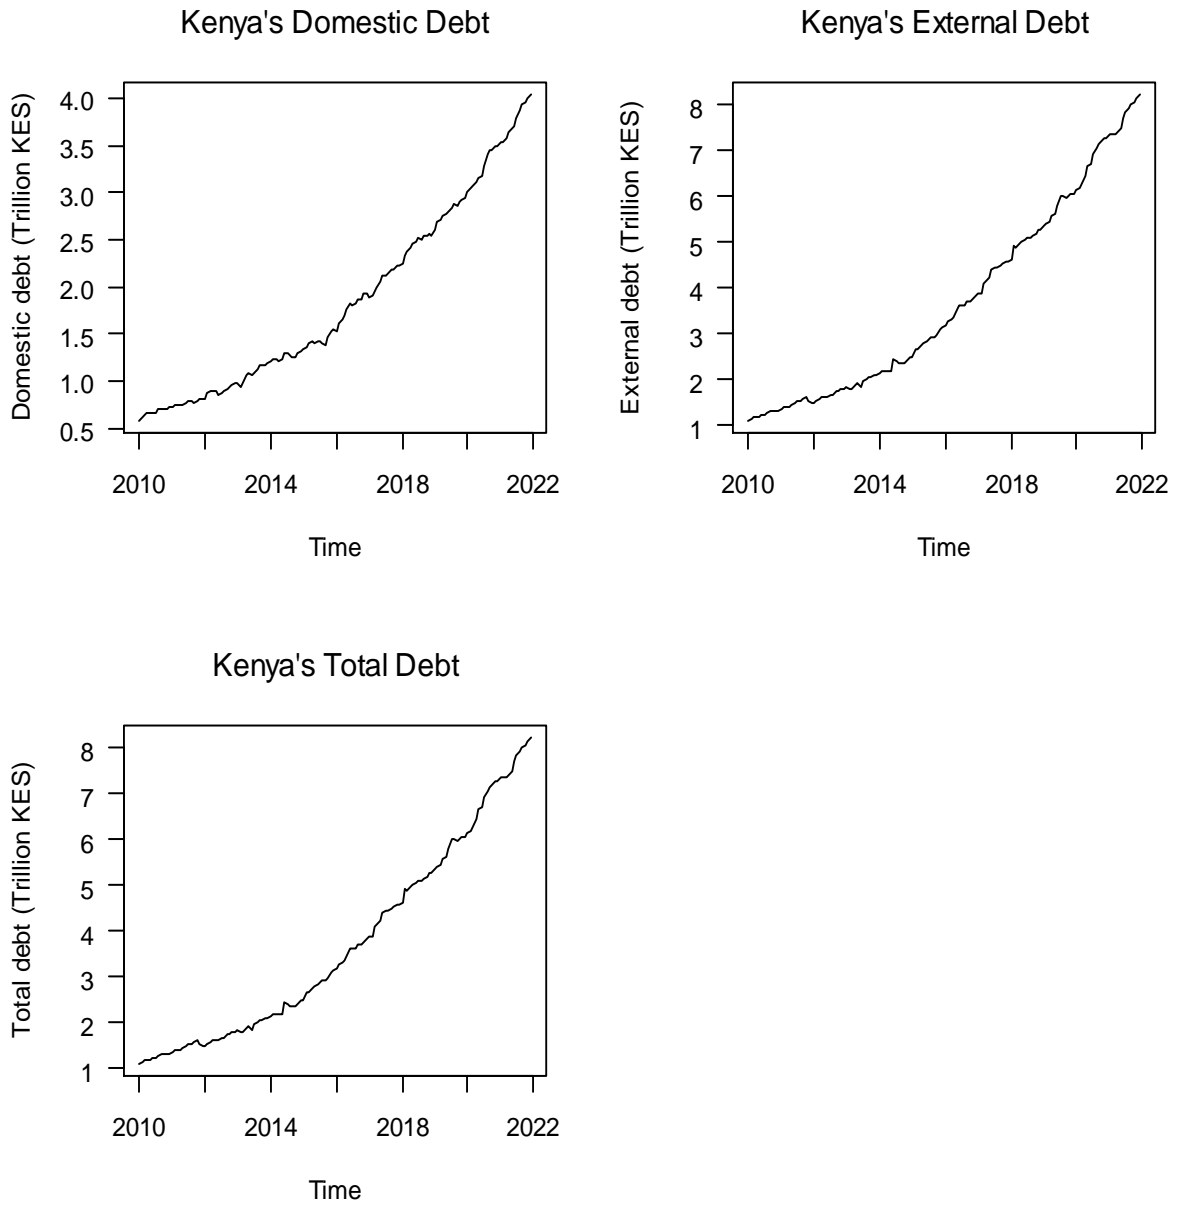 Kenya's Domestic Debt
Domestic debt (Trillion KES)
4.0
3.5
3.0
2.5
2.0
1.5
1.0
0.5
2010 2014 2018 2022
Time
Kenya's External Debt
External debt (Trillion KES)
8
7
6
5
4
3
2
1
2010 2014 2018 2022
Time
Kenya's Total Debt
Total debt (Trillion KES)
8
7
6
5
4
3
2
1
2010 2014 2018 2022
Time